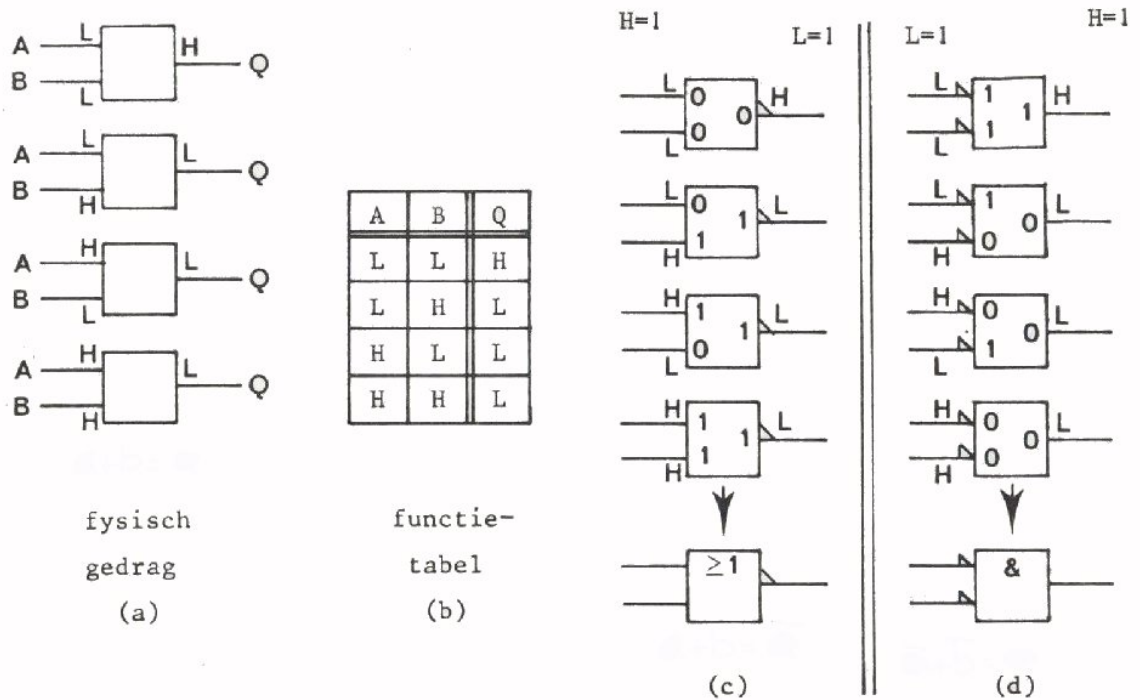 A L H Q
B L
A L L Q
B H
A H L Q
B L
A H L Q
B H
fysisch
gedrag
(a)
A B Q
L L H
L H L
H L L
H H L
functie-
tabel
(b)
H=1 L=1
L 0 0 H
L 0
L 0 1 L
H 1
H 1 1 L
L 0
H 1 1 L
H 1
≥1
(c)
L=1 H=1
L 1 1 H
L 1
L 1 0 L
H 0
H 0 0 L
L 1
H 0 0 L
H 0
&
(d)